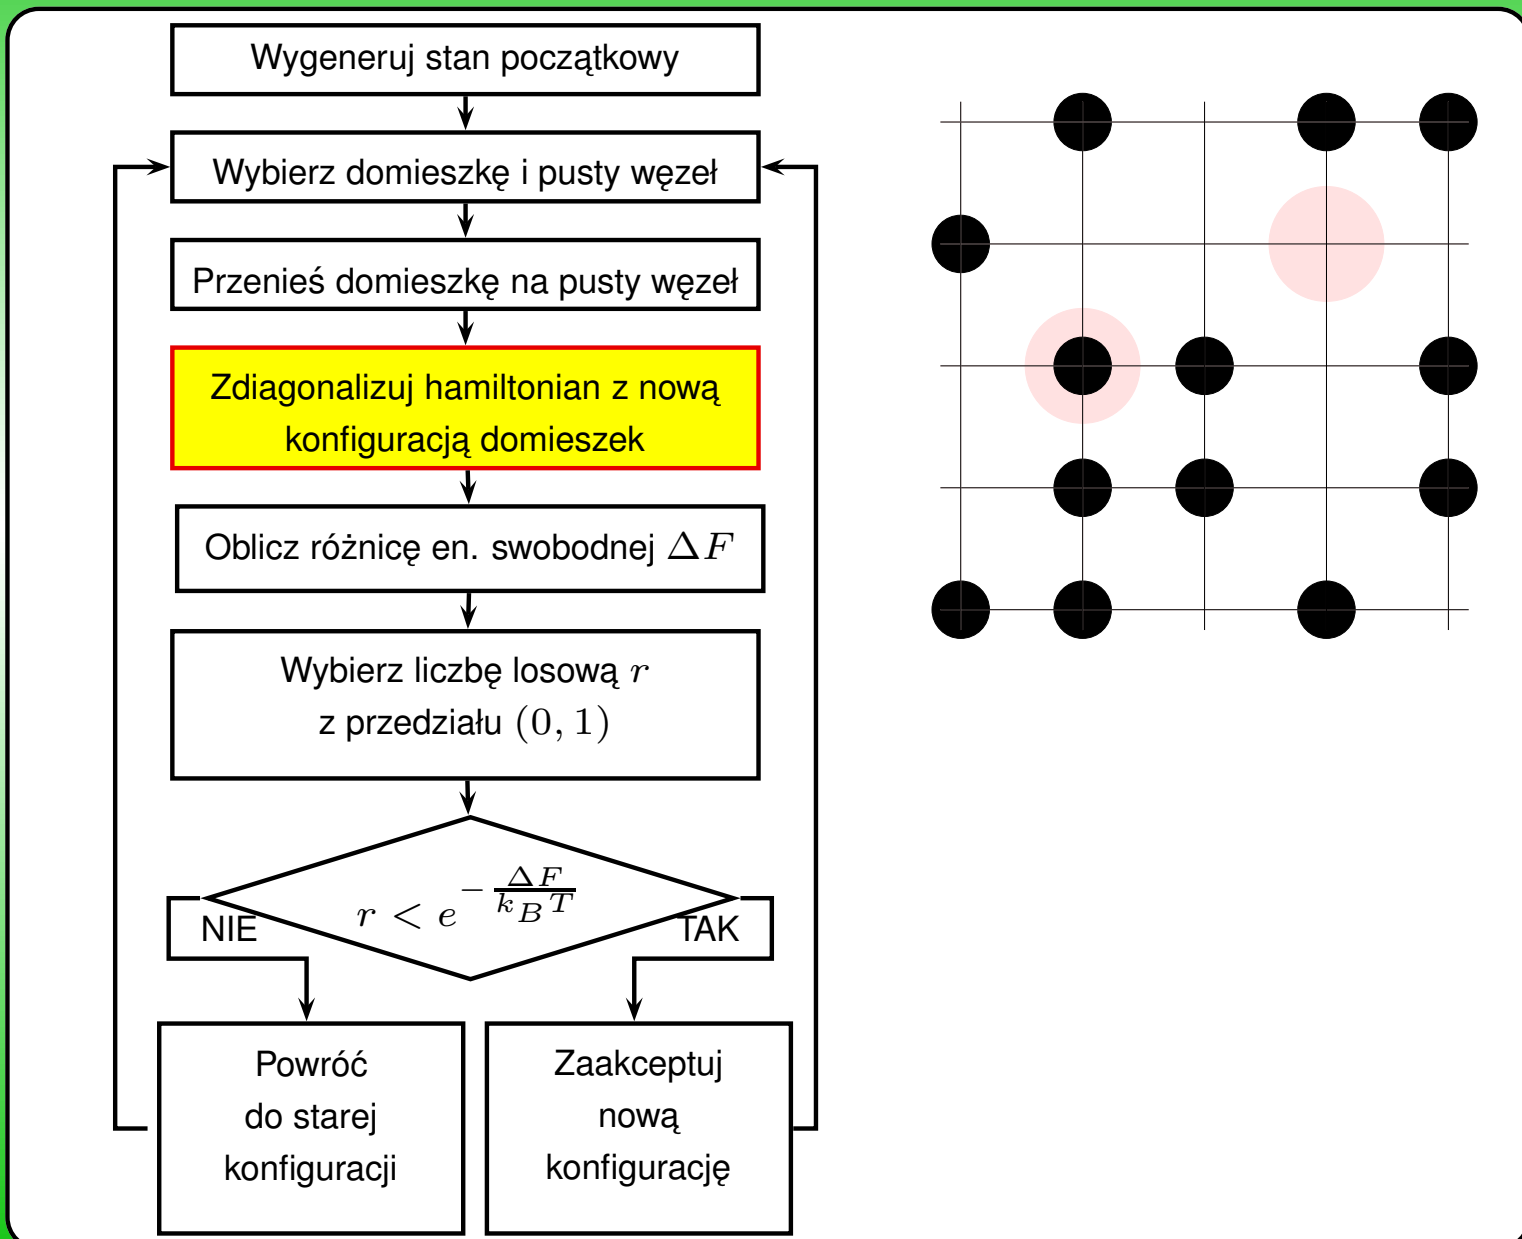 Wygeneruj stan początkowy
Wybierz domieszkę i pusty węzeł
Przenieś domieszkę na pusty węzeł
Zdiagonalizuj hamiltonian z nową
konfiguracją domieszek
Oblicz różnicę en. swobodnej ΔF
Wybierz liczbę losową r
z przedziału (0, 1)
r < e^{-\frac{ΔF}{k_B T}}
NIE
TAK
Powróć
do starej
konfiguracji
Zaakceptuj
nową
konfigurację